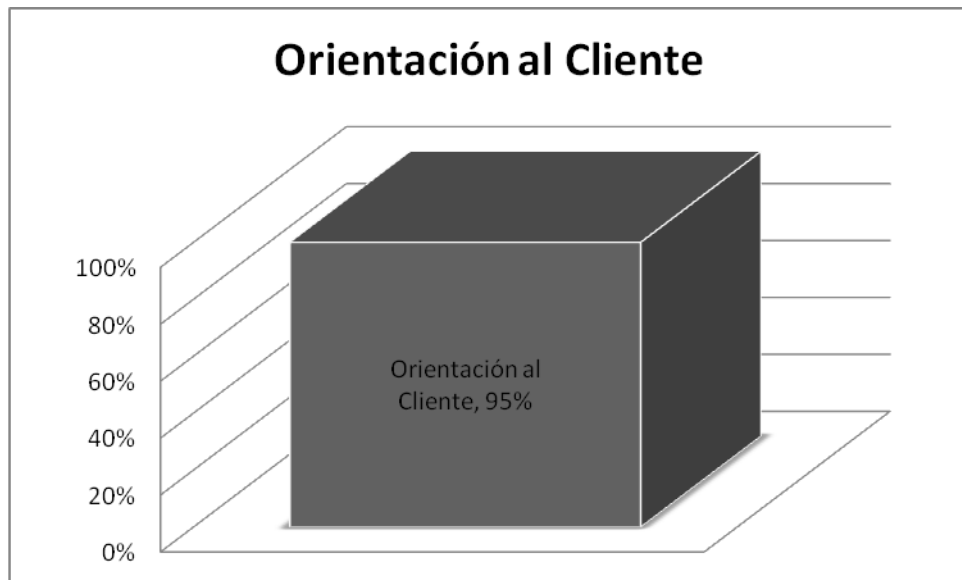 Orientación al Cliente
100%
80%
60%
40%
20%
0%
Orientación al
Cliente, 95%